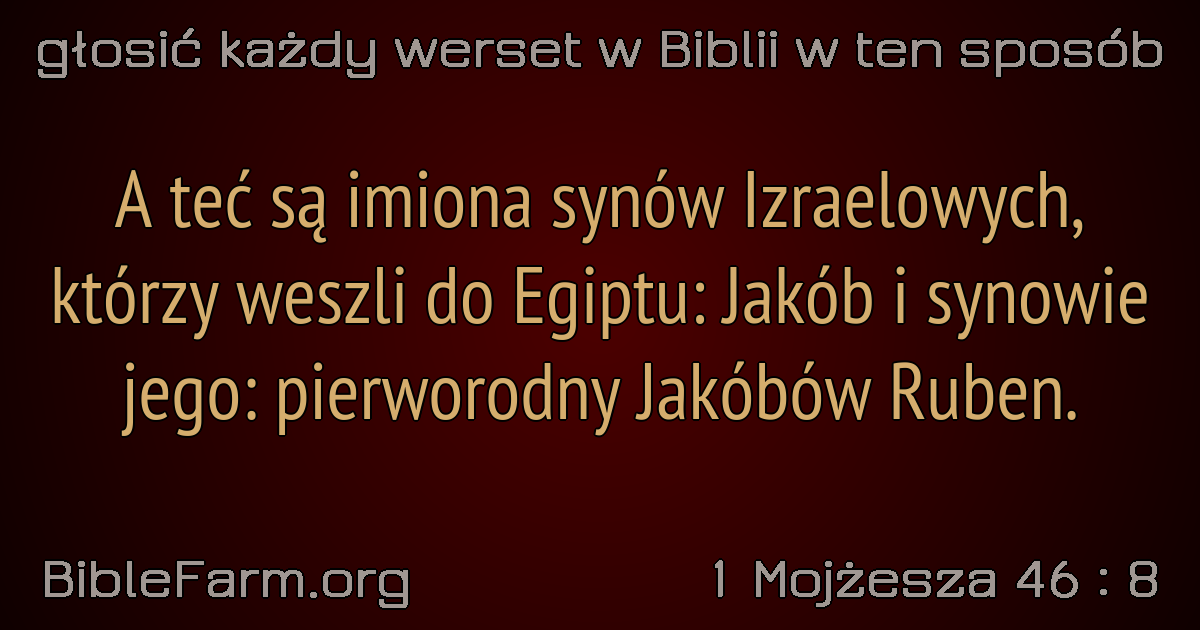 głosić każdy werset w Biblii w ten sposób
A teć są imiona synów Izraelowych,
którzy weszli do Egiptu: Jakób i synowie
jego: pierworodny Jakóbów Ruben.
BibleFarm.org
1 Mojżesza 46 : 8